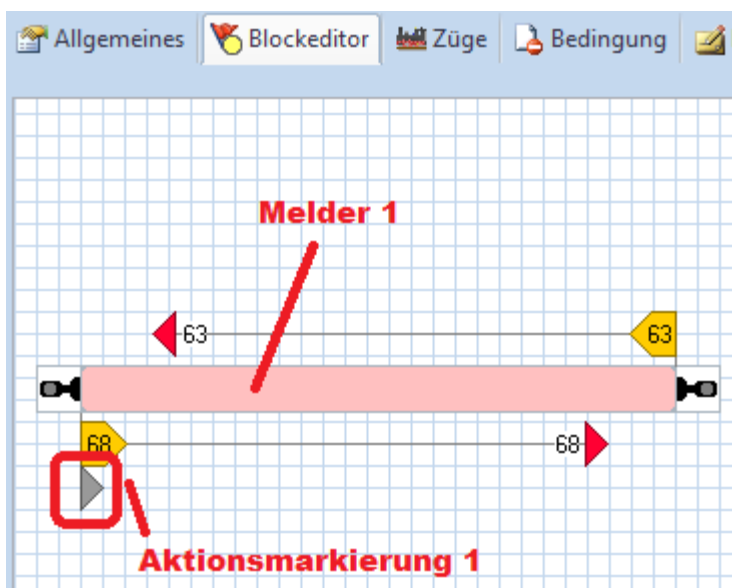 Allgemeines Blockeditor Züge Bedingung
Melder 1
63 63
68 68
Aktionsmarkierung 1